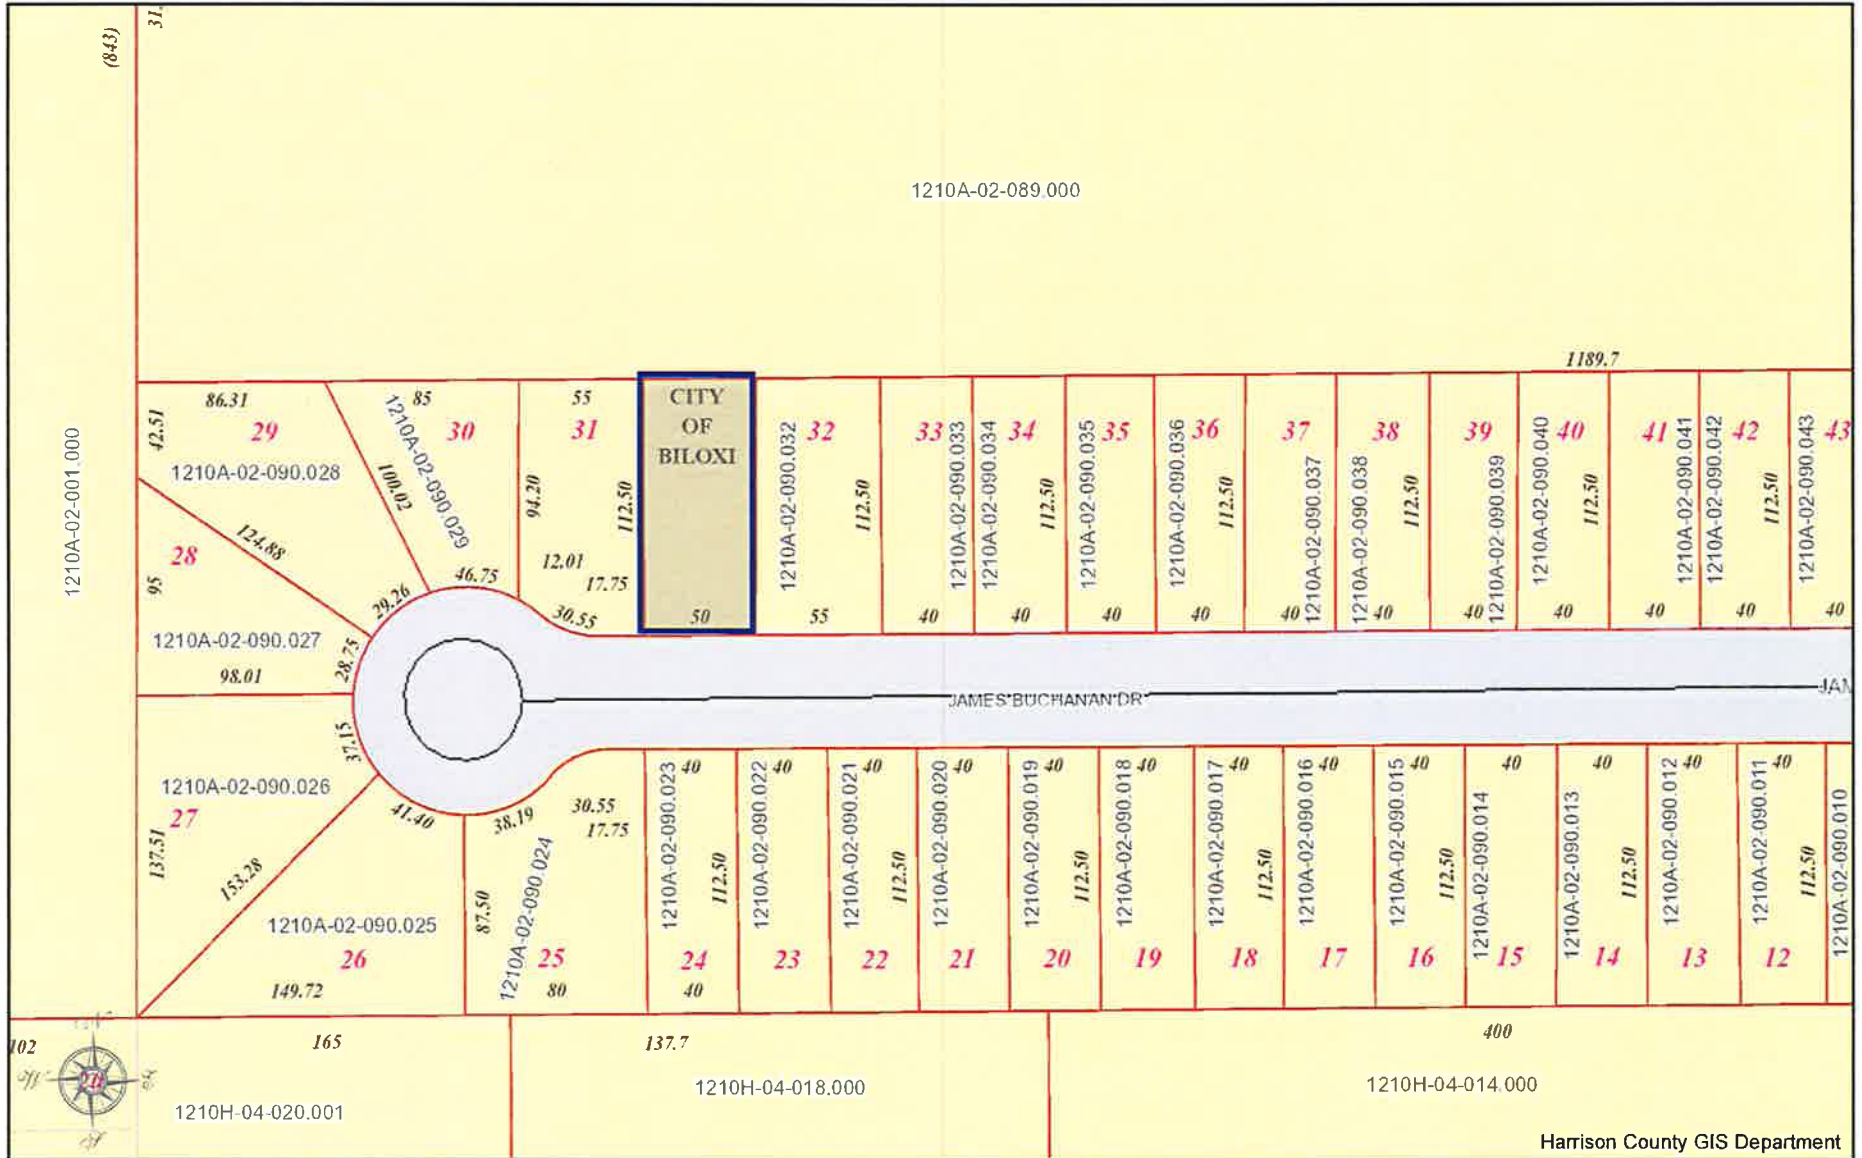 (843)
31.
1210A-02-089.000
1210A-02-001.000
1189.7
86.31
85
55
42.51
29
30
31
CITY
OF
BILOXI
32
33
34
35
36
37
38
39
40
41
42
43
1210A-02-090.028
1210A-02-090.029
100.02
94.20
112.50
1210A-02-090.032
112.50
1210A-02-090.033
1210A-02-090.034
112.50
1210A-02-090.035
1210A-02-090.036
112.50
1210A-02-090.037
1210A-02-090.038
112.50
1210A-02-090.039
1210A-02-090.040
112.50
1210A-02-090.041
1210A-02-090.042
112.50
1210A-02-090.043
124.88
28
95
12.01
17.75
46.75
29.26
30.55
50
55
40
40
40
40
40
40
40
40
40
40
40
1210A-02-090.027
28.75
98.01
JAMES BUCHANAN DR
JAM
37.15
1210A-02-090.026
27
137.51
41.40
38.19
30.55
17.75
153.28
40
40
40
40
40
40
40
40
40
40
40
40
40
1210A-02-090.024
1210A-02-090.023
112.50
1210A-02-090.022
1210A-02-090.021
112.50
1210A-02-090.020
1210A-02-090.019
112.50
1210A-02-090.018
1210A-02-090.017
112.50
1210A-02-090.016
1210A-02-090.015
112.50
1210A-02-090.014
1210A-02-090.013
112.50
1210A-02-090.012
1210A-02-090.011
112.50
1210A-02-090.010
87.50
1210A-02-090.025
26
25
24
23
22
21
20
19
18
17
16
15
14
13
12
149.72
80
40
102
165
137.7
400
1210H-04-020.001
1210H-04-018.000
1210H-04-014.000
Harrison County GIS Department